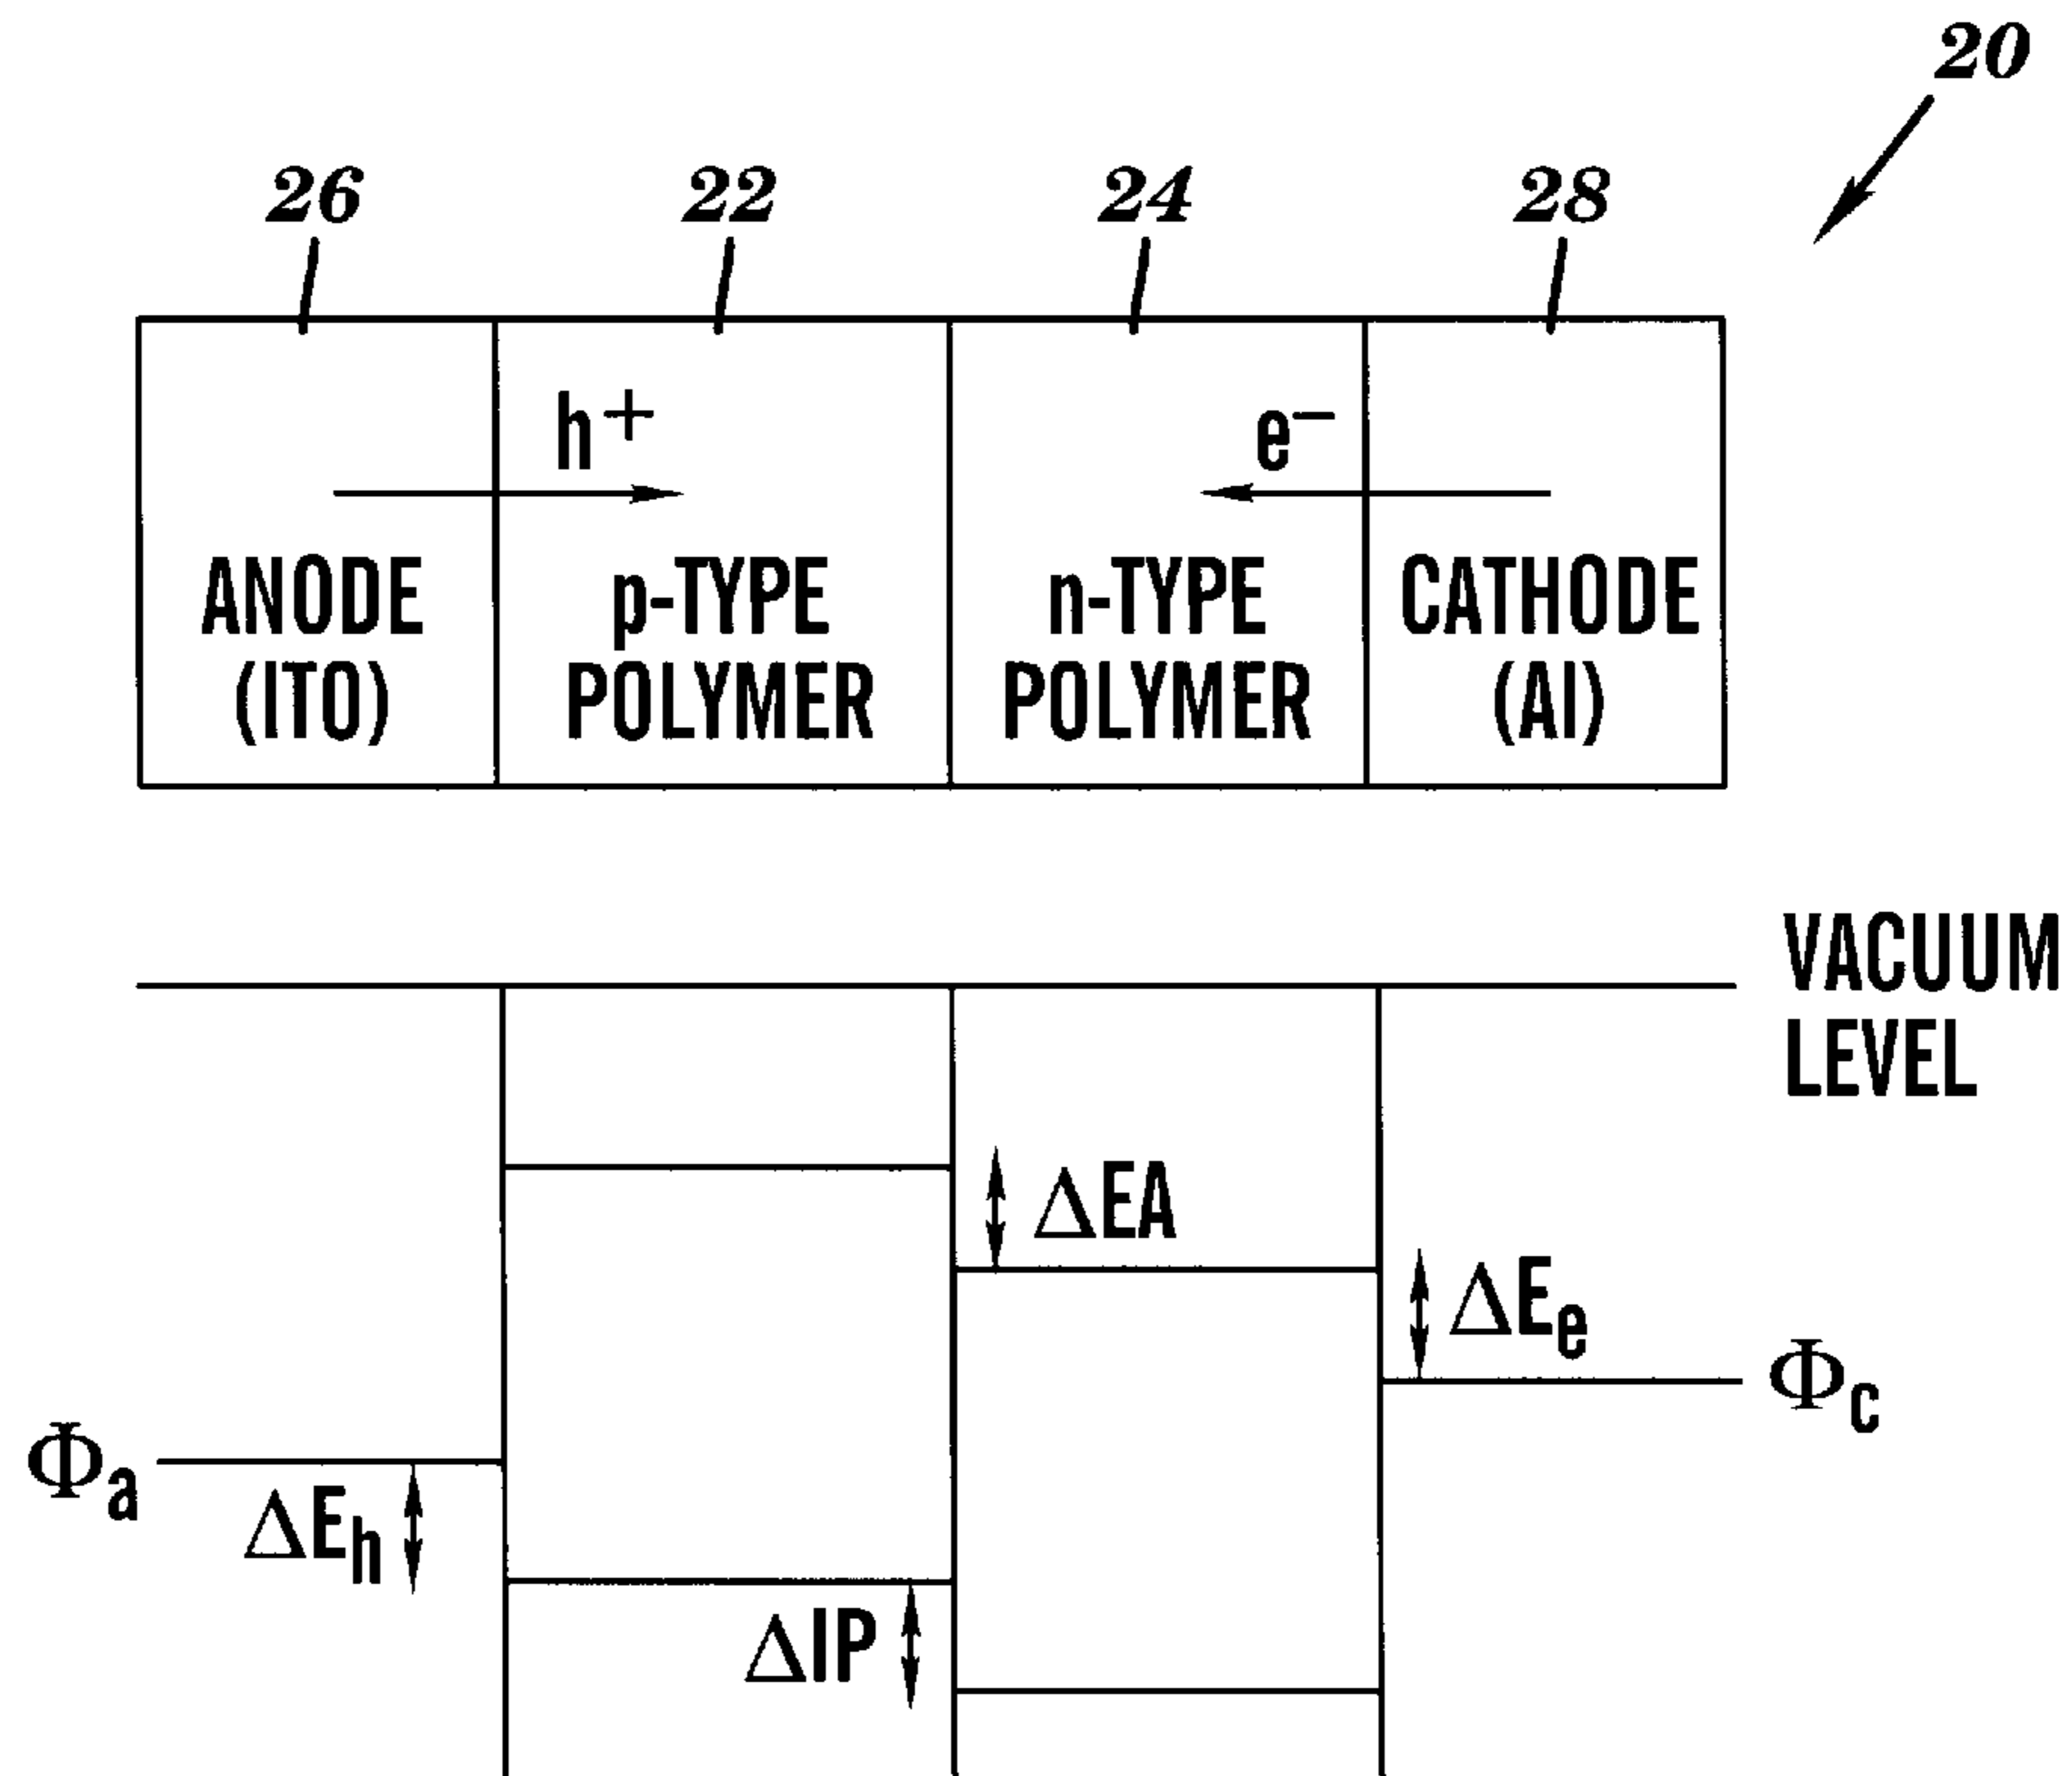 20
26 22 24 28
h+ e−
ANODE p-TYPE n-TYPE CATHODE
(ITO) POLYMER POLYMER (Al)
VACUUM
LEVEL
ΔEA
ΔEe
Φc
Φa
ΔEh
ΔIP